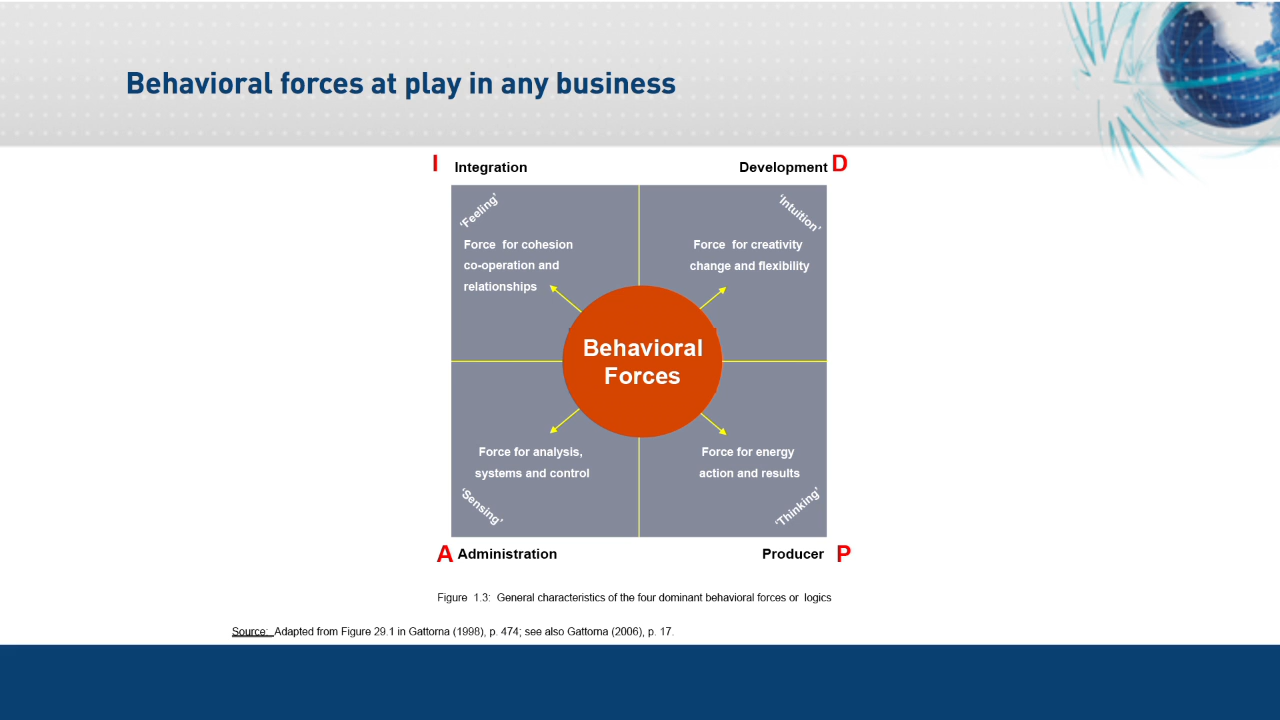 Behavioral forces at play in any business
I Integration
Development D
'Feeling'
'Intuition'
Force for cohesion
co-operation and
relationships
Force for creativity
change and flexibility
Behavioral
Forces
Force for analysis,
systems and control
Force for energy
action and results
'Sensing'
'Thinking'
A Administration
Producer P
Figure 1.3: General characteristics of the four dominant behavioral forces or logics
Source: Adapted from Figure 29.1 in Gattorna (1998), p. 474; see also Gattorna (2006), p. 17.